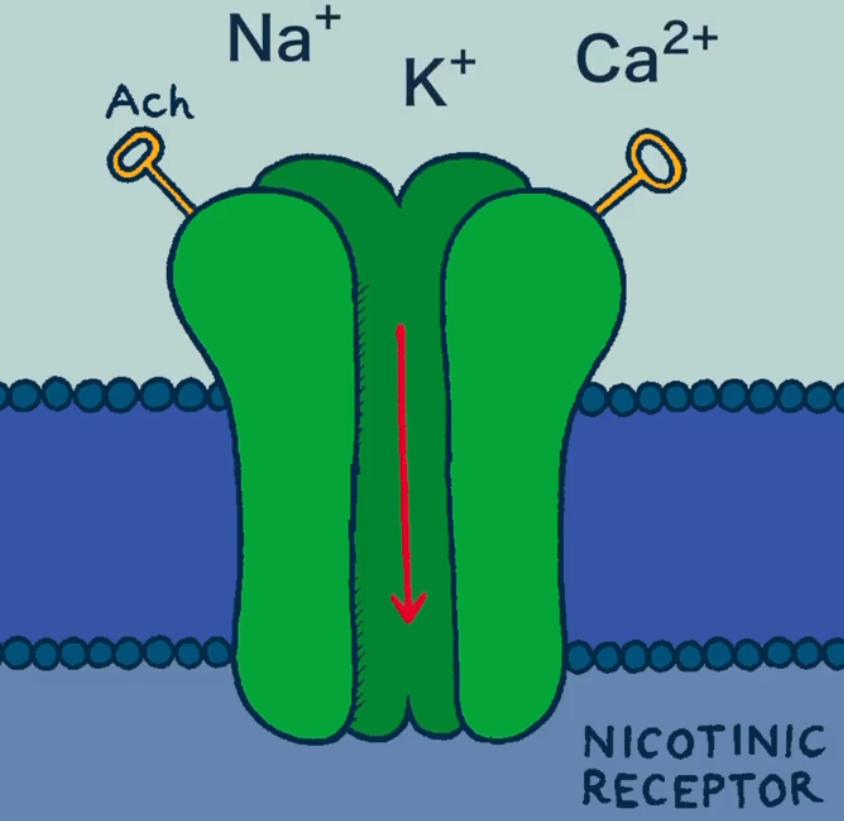 Na⁺
K⁺
Ca²⁺
Ach
NICOTINIC
RECEPTOR